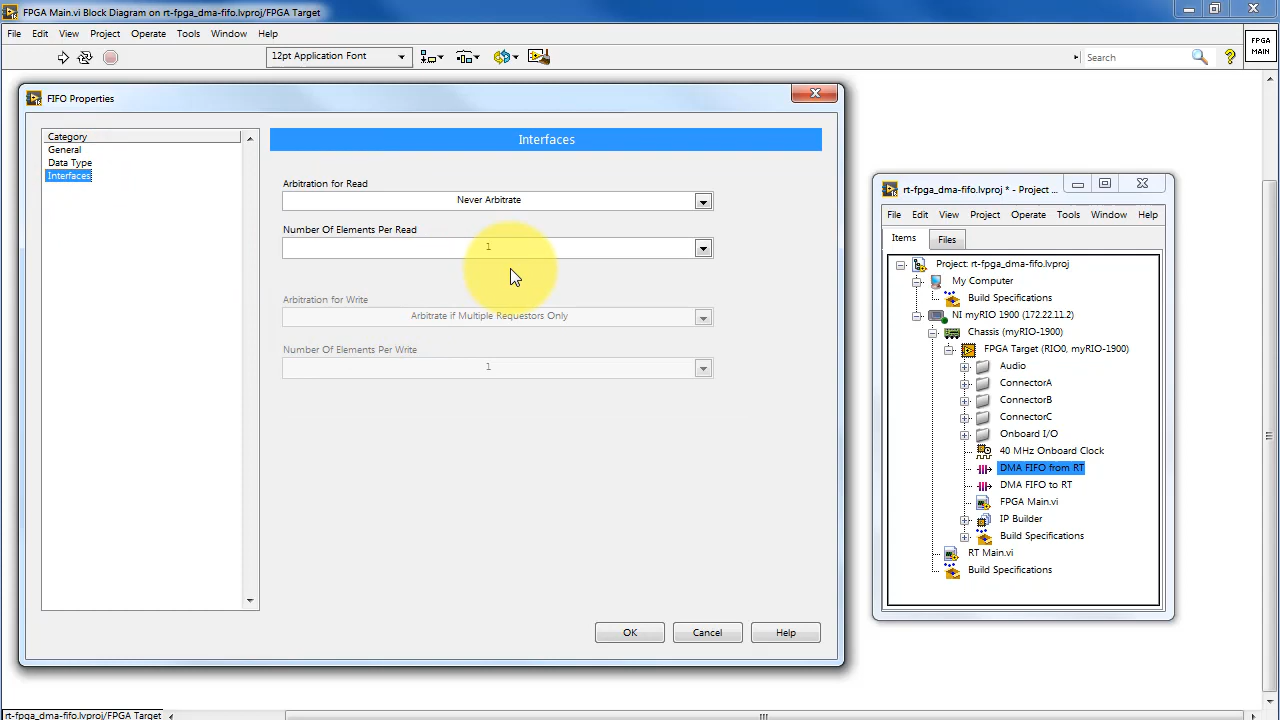 FPGA Main.vi Block Diagram on rt-fpga_dma-fifo.lvproj/FPGA Target
File Edit View Project Operate Tools Window Help
12pt Application Font
Search
FPGA
MAIN
FIFO Properties
Category
General
Data Type
Interfaces
Interfaces
Arbitration for Read
Never Arbitrate
Number Of Elements Per Read
1
Arbitration for Write
Arbitrate if Multiple Requestors Only
Number Of Elements Per Write
1
OK Cancel Help
rt-fpga_dma-fifo.lvproj * - Project ...
File Edit View Project Operate Tools Window Help
Items Files
Project: rt-fpga_dma-fifo.lvproj
My Computer
Build Specifications
NI myRIO 1900 (172.22.11.2)
Chassis (myRIO-1900)
FPGA Target (RIO0, myRIO-1900)
Audio
ConnectorA
ConnectorB
ConnectorC
Onboard I/O
40 MHz Onboard Clock
DMA FIFO from RT
DMA FIFO to RT
FPGA Main.vi
IP Builder
Build Specifications
RT Main.vi
Build Specifications
rt-fpga_dma-fifo.lvproj/FPGA Target